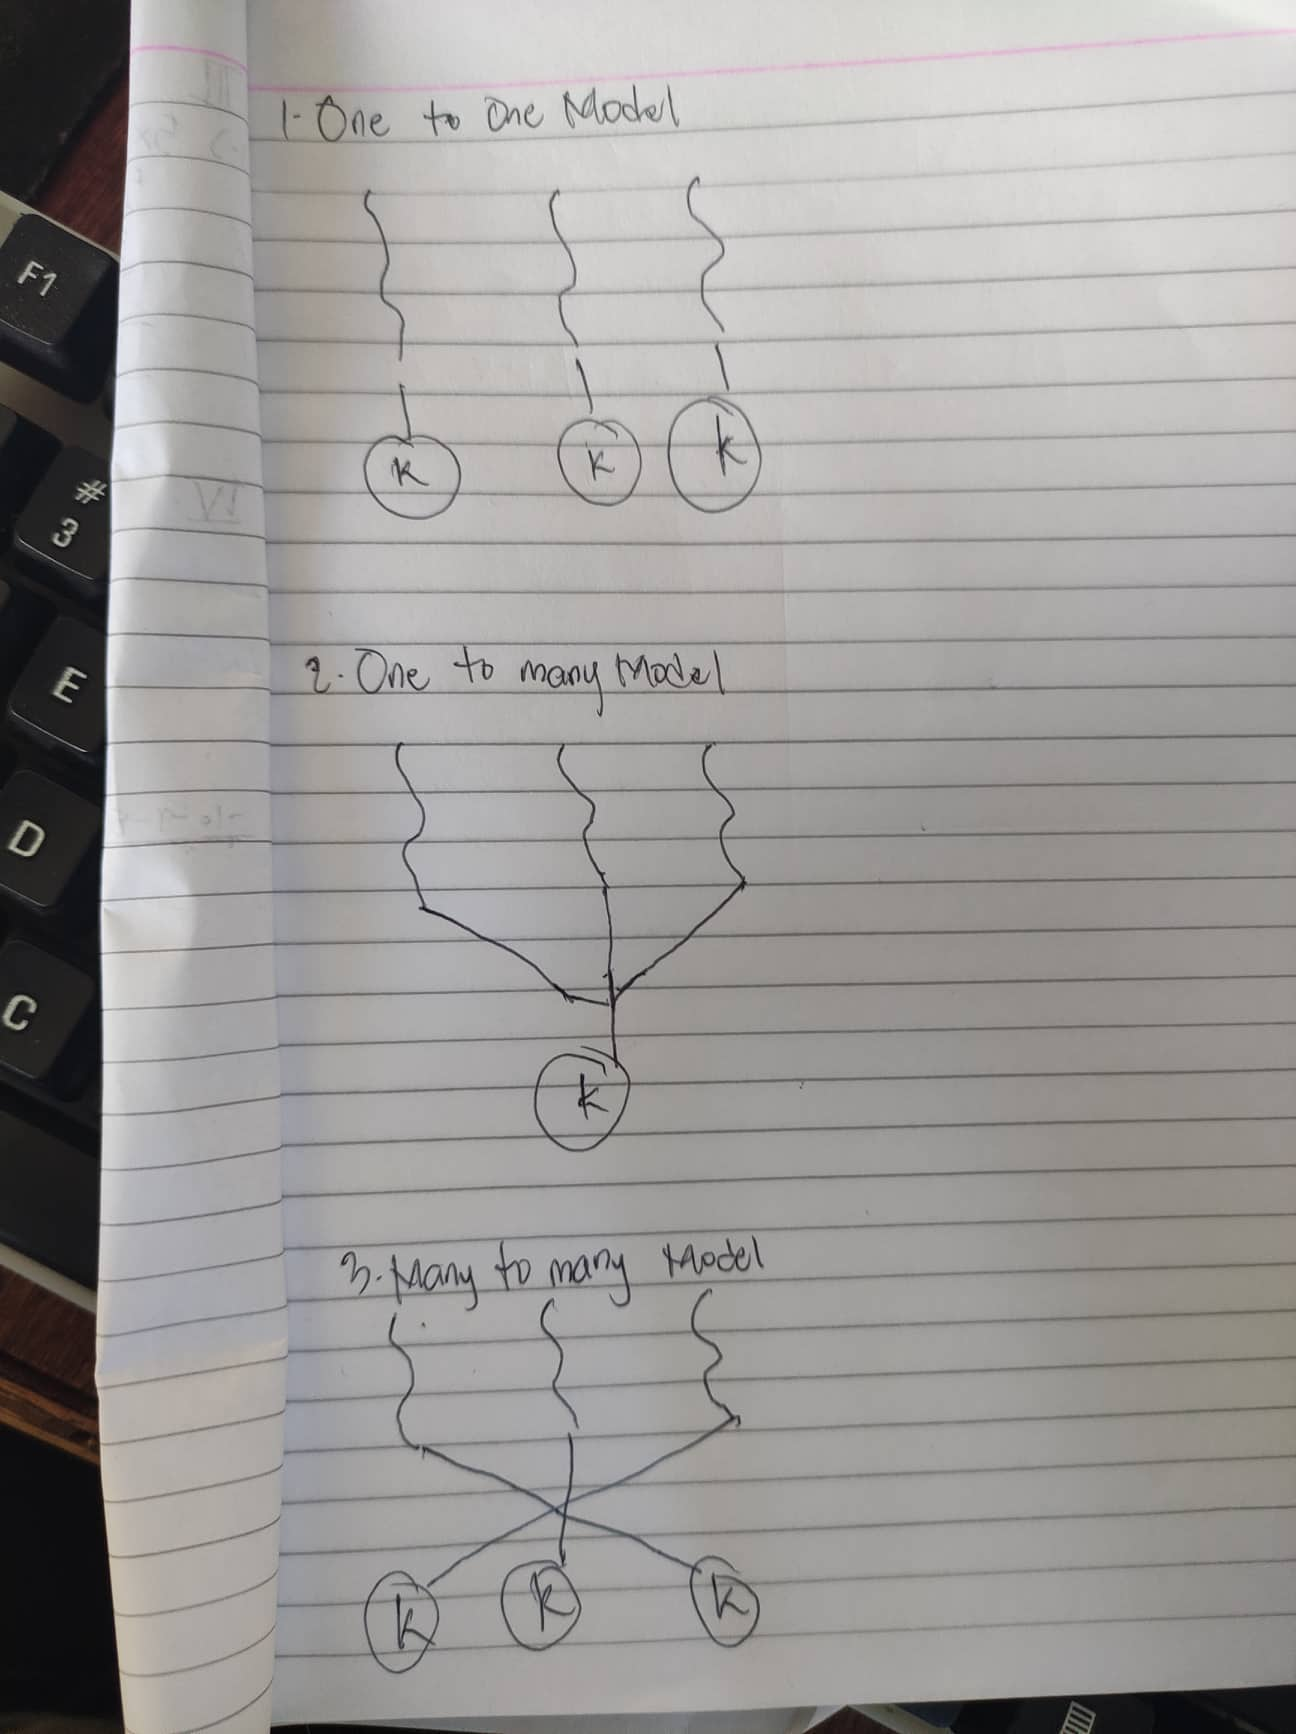 1- One to One Model
K K K
2. One to many Model
K
3. Many to many Model
K K K
F1
#
3
E
D
C